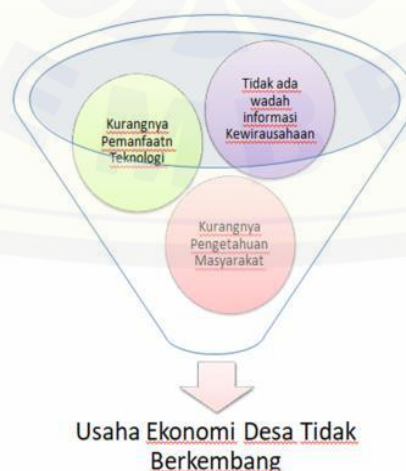 Kurangnya
Pemanfaatn
Teknologi
Tidak ada
wadah
informasi
Kewirausahaan
Kurangnya
Pengetahuan
Masyarakat
Usaha Ekonomi Desa Tidak
Berkembang